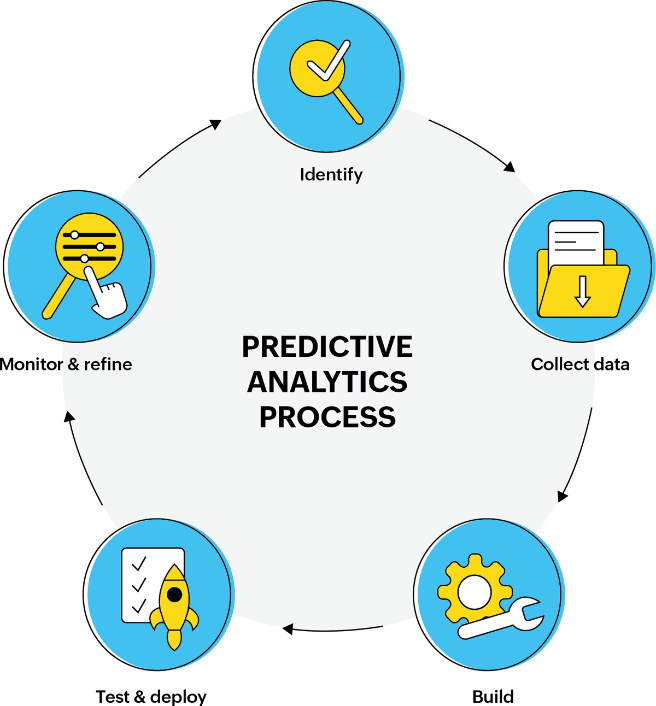 Identify
Collect data
Build
Test & deploy
Monitor & refine
PREDICTIVE
ANALYTICS
PROCESS